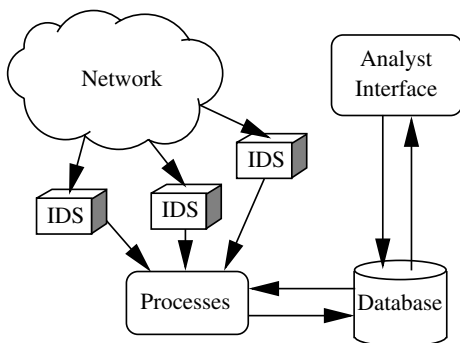 Network
Analyst
Interface
IDS
IDS
IDS
Processes
Database